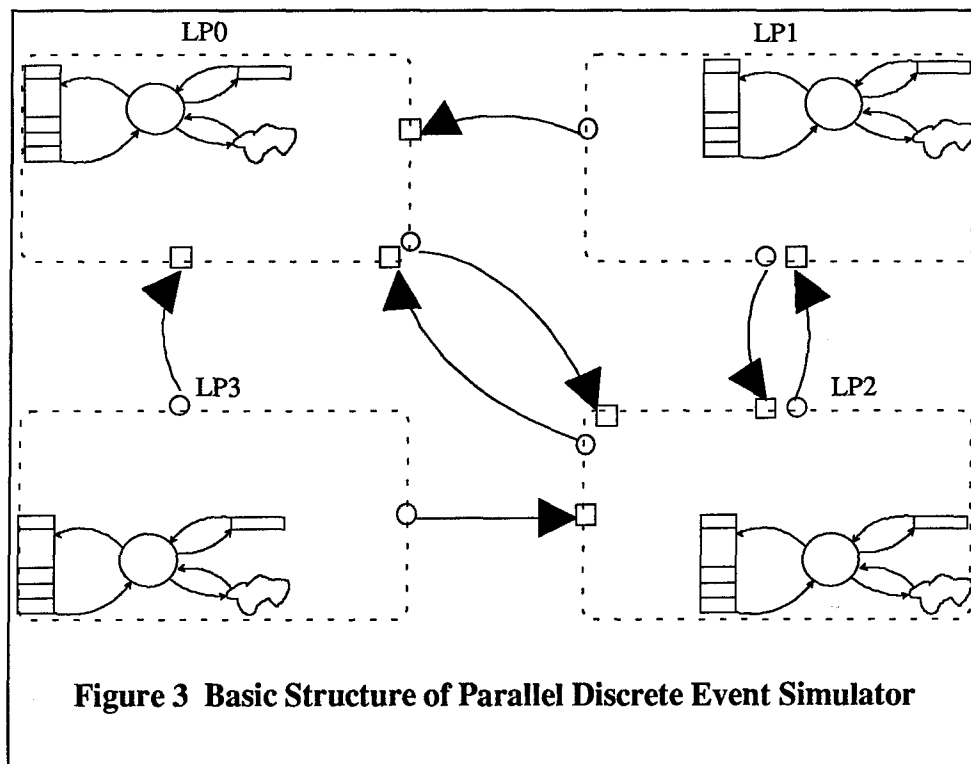 LP0
LP1
LP3
LP2
Figure 3 Basic Structure of Parallel Discrete Event Simulator